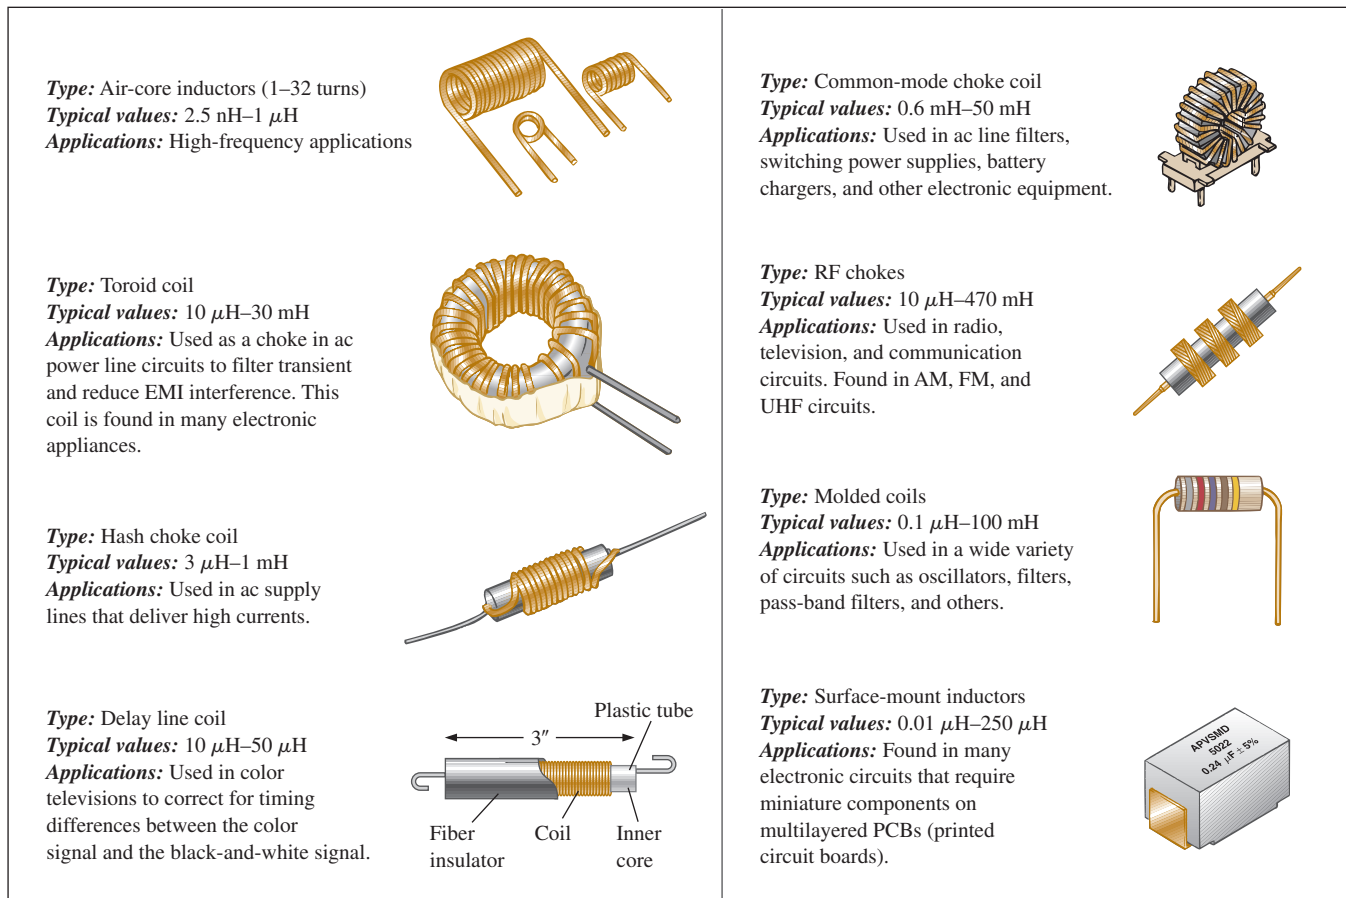 Type: Air-core inductors (1–32 turns)
Typical values: 2.5 nH–1 μH
Applications: High-frequency applications
Type: Toroid coil
Typical values: 10 μH–30 mH
Applications: Used as a choke in ac
power line circuits to filter transient
and reduce EMI interference. This
coil is found in many electronic
appliances.
Type: Hash choke coil
Typical values: 3 μH–1 mH
Applications: Used in ac supply
lines that deliver high currents.
Type: Delay line coil
Typical values: 10 μH–50 μH
Applications: Used in color
televisions to correct for timing
differences between the color
signal and the black-and-white signal.
Plastic tube
3″
Fiber
insulator
Coil
Inner
core
Type: Common-mode choke coil
Typical values: 0.6 mH–50 mH
Applications: Used in ac line filters,
switching power supplies, battery
chargers, and other electronic equipment.
Type: RF chokes
Typical values: 10 μH–470 mH
Applications: Used in radio,
television, and communication
circuits. Found in AM, FM, and
UHF circuits.
Type: Molded coils
Typical values: 0.1 μH–100 mH
Applications: Used in a wide variety
of circuits such as oscillators, filters,
pass-band filters, and others.
Type: Surface-mount inductors
Typical values: 0.01 μH–250 μH
Applications: Found in many
electronic circuits that require
miniature components on
multilayered PCBs (printed
circuit boards).
APVSMD
5022
0.24 μF ± 5%